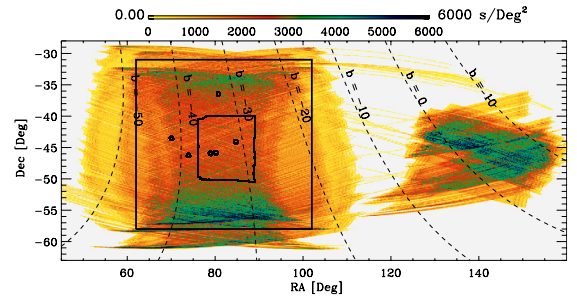 0.00 6000 s/Deg²
0 1000 2000 3000 4000 5000 6000
-30
-35
-40
-45
-50
-55
-60
Dec [Deg]
b = -50
b = -40
b = -30
b = -20
b = -10
b = 0
b = 10
60 80 100 120 140
RA [Deg]